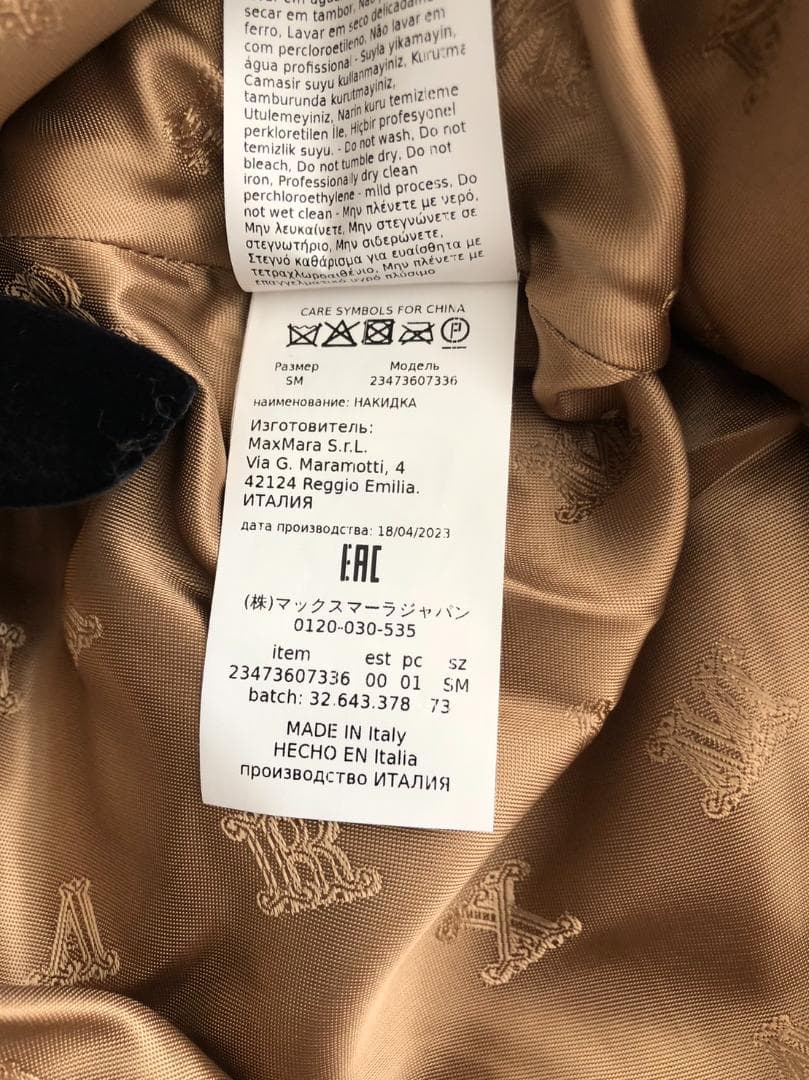 secar em tambor, Não
ferro, Lavar em seco delicadam
com percloroetileno, Não lavar em
água profissional - Suyla yikamayin,
Camasir suyu kullanmayiniz, Kurutma
tamburunda kurutmayiniz,
Utulemeyiniz, Narin kuru temizleme
perkloretilen ile, Hiçbir profesyonel
temizlik suyu. - Do not wash, Do not
bleach, Do not tumble dry, Do not
iron, Professionally dry clean
perchloroethylene - mild process, Do
not wet clean - Μην πλένετε με νερό,
Μην λευκαίνετε, Μην στεγνώνετε σε
στεγνωτήριο, Μην σιδερώνετε,
Στεγνό καθάρισμα για ευαίσθητα με
τετραχλωροαιθένιο, Μην πλένετε με
επαγγελματικό υγρό πλύσιμο
CARE SYMBOLS FOR CHINA
P
Размер Модель
SM 23473607336
наименование: НАКИДКА
Изготовитель:
MaxMara S.r.L.
Via G. Maramotti, 4
42124 Reggio Emilia.
ИТАЛИЯ
дата производства: 18/04/2023
EAC
(株)マックスマーラジャパン
0120-030-535
item est pc sz
23473607336 00 01 SM
batch: 32.643.378 73
MADE IN Italy
HECHO EN Italia
производство ИТАЛИЯ